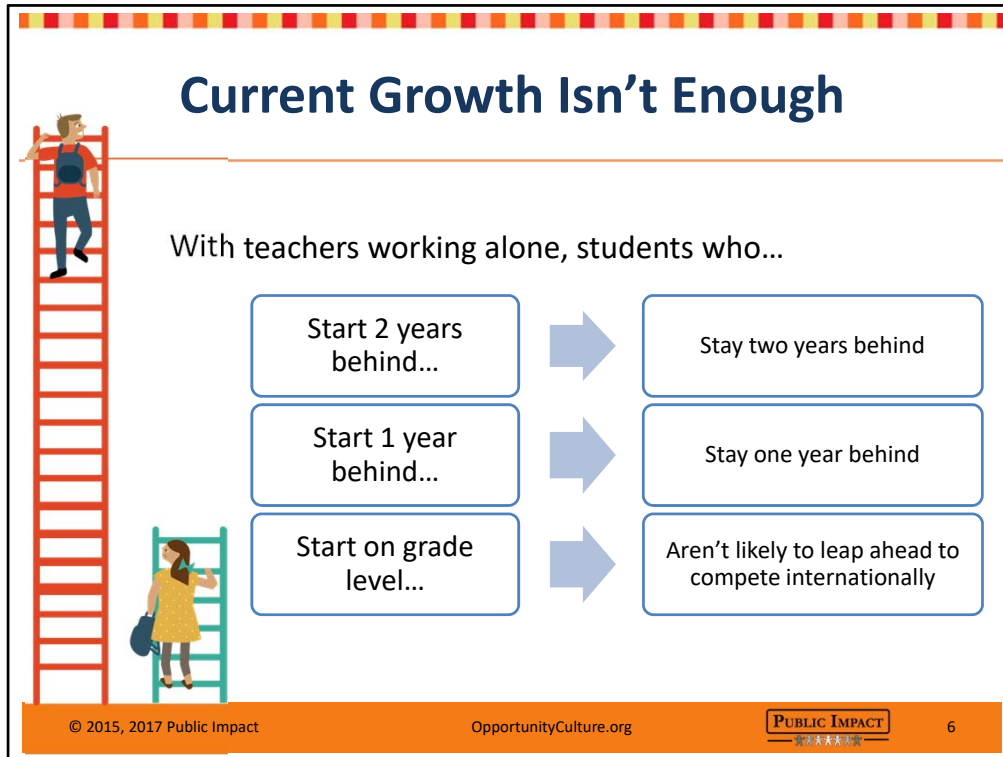 Current Growth Isn’t Enough
With teachers working alone, students who…
Start 2 years
behind…
Stay two years behind
Start 1 year
behind…
Stay one year behind
Start on grade
level…
Aren’t likely to leap ahead to
compete internationally
© 2015, 2017 Public Impact
OpportunityCulture.org
PUBLIC IMPACT
6